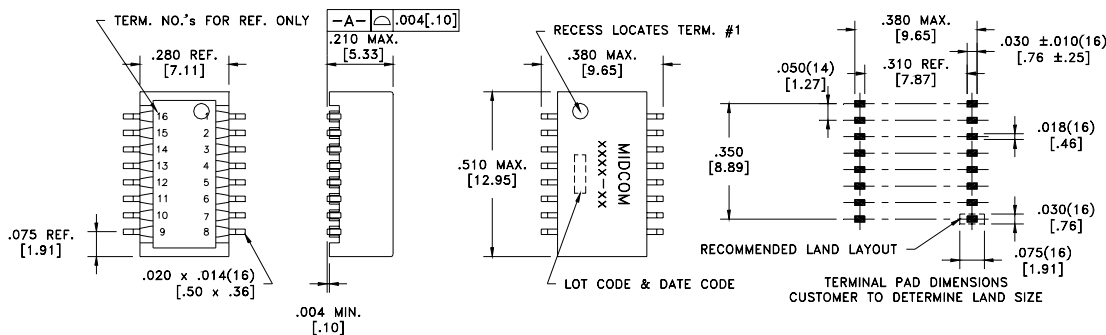 TERM. NO.'s FOR REF. ONLY
-A- ⌓ .004[.10]
.210 MAX.
[5.33]
.280 REF.
[7.11]
16 1
15 2
14 3
13 4
12 5
11 6
10 7
9 8
.075 REF.
[1.91]
.020 x .014(16)
[.50 x .36]
.004 MIN.
[.10]
RECESS LOCATES TERM. #1
.380 MAX.
[9.65]
.510 MAX.
[12.95]
MIDCOM
xxxx-xx
LOT CODE & DATE CODE
.380 MAX.
[9.65]
.030 ±.010(16)
[.76 ±.25]
.050(14)
[1.27]
.310 REF.
[7.87]
.018(16)
[.46]
.350
[8.89]
.030(16)
[.76]
RECOMMENDED LAND LAYOUT
.075(16)
[1.91]
TERMINAL PAD DIMENSIONS
CUSTOMER TO DETERMINE LAND SIZE